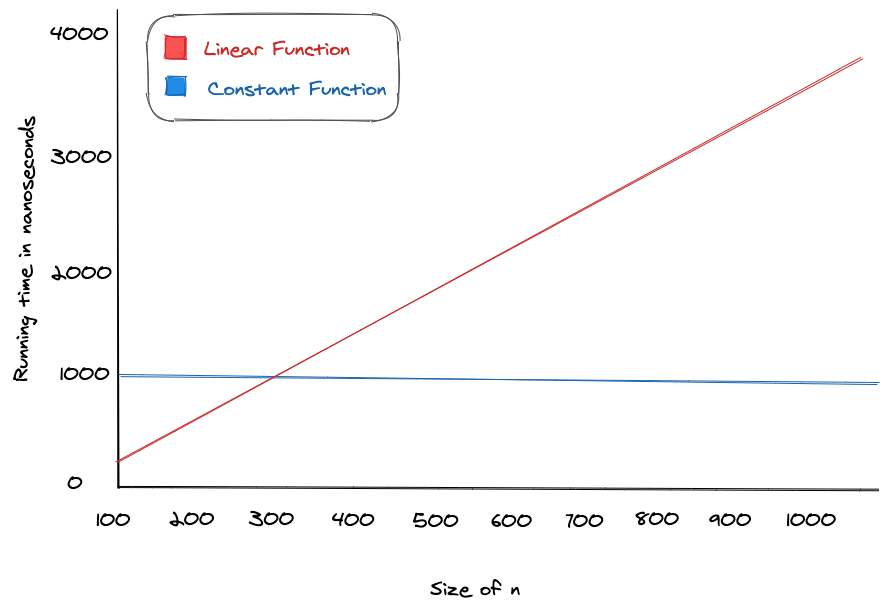 4000
Linear Function
Constant Function
3000
Running time in nanoseconds
2000
1000
0
100 200 300 400 500 600 700 800 900 1000
Size of n